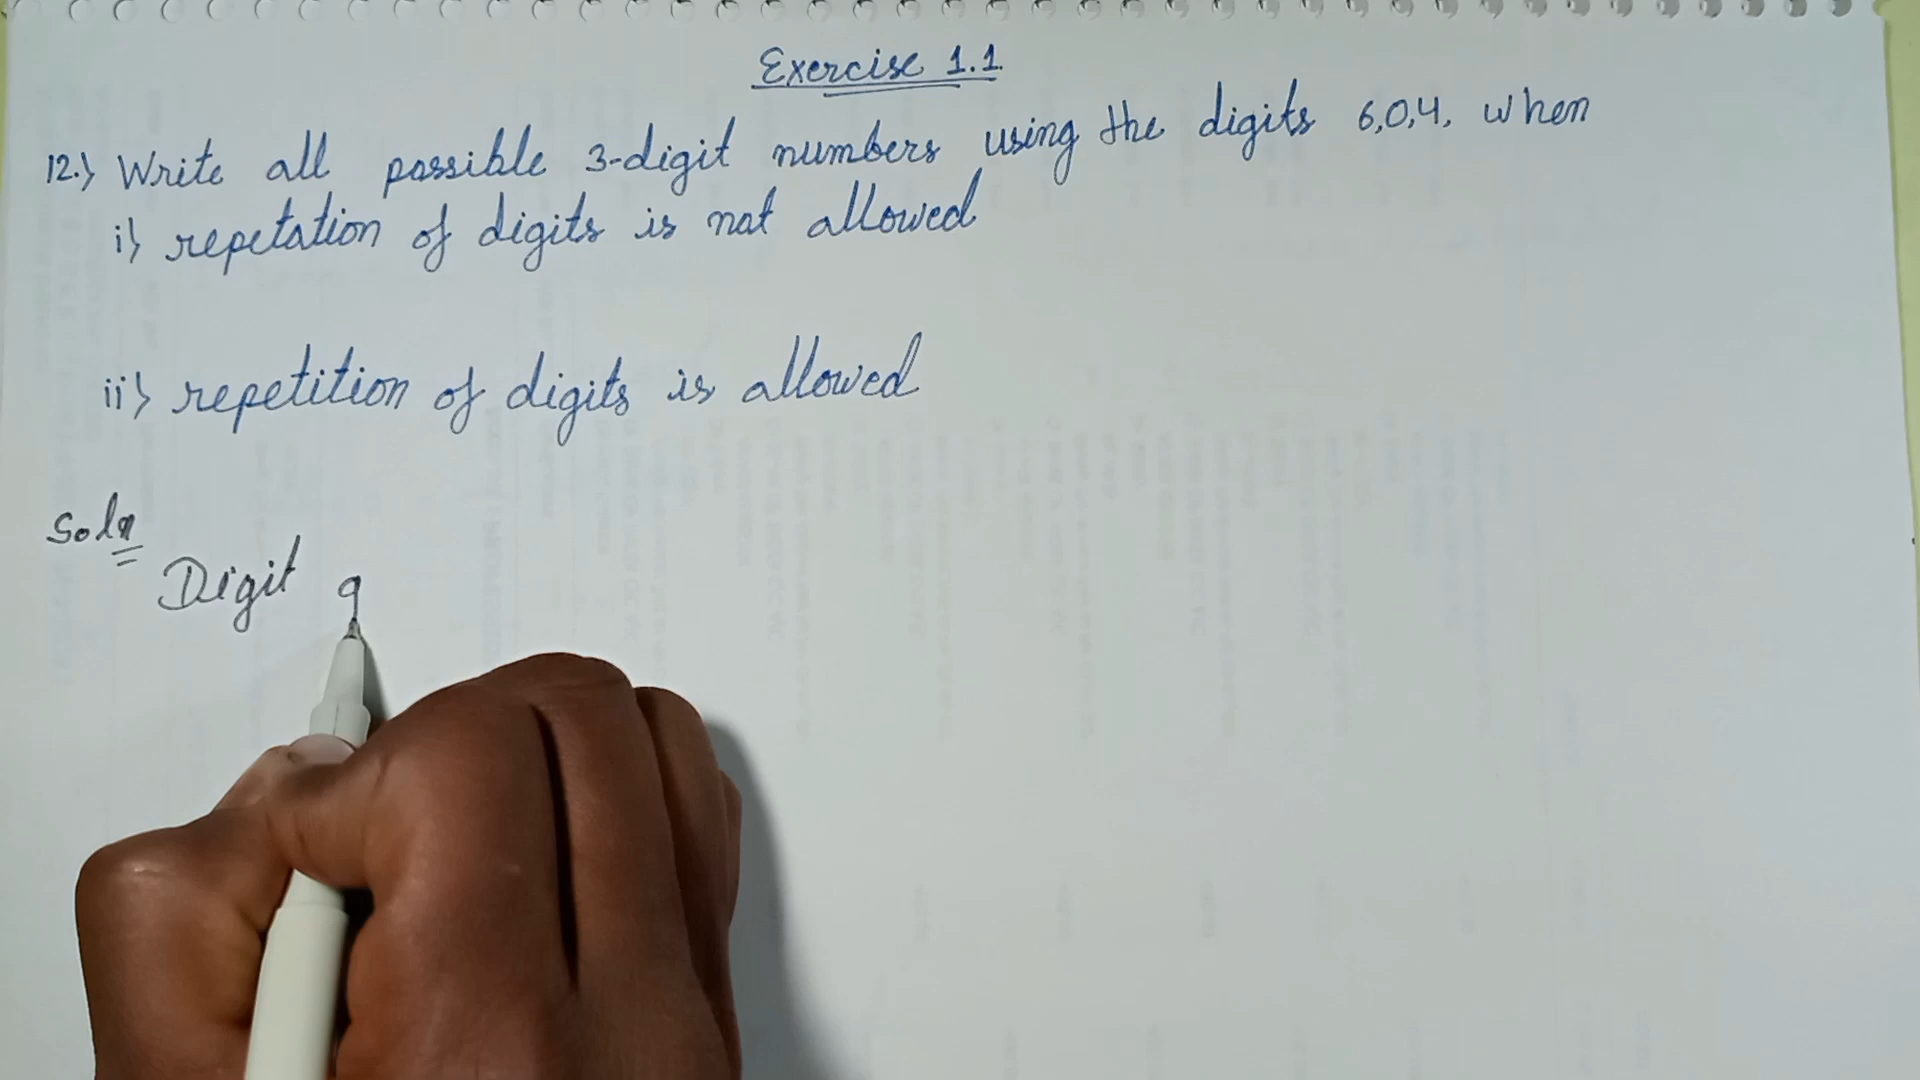 Exercise 1.1.
12.) Write all possible 3-digit numbers using the digits 6,0,4, when
i) repetation of digits is not allowed
ii) repetition of digits is allowed
Soln
Digit g